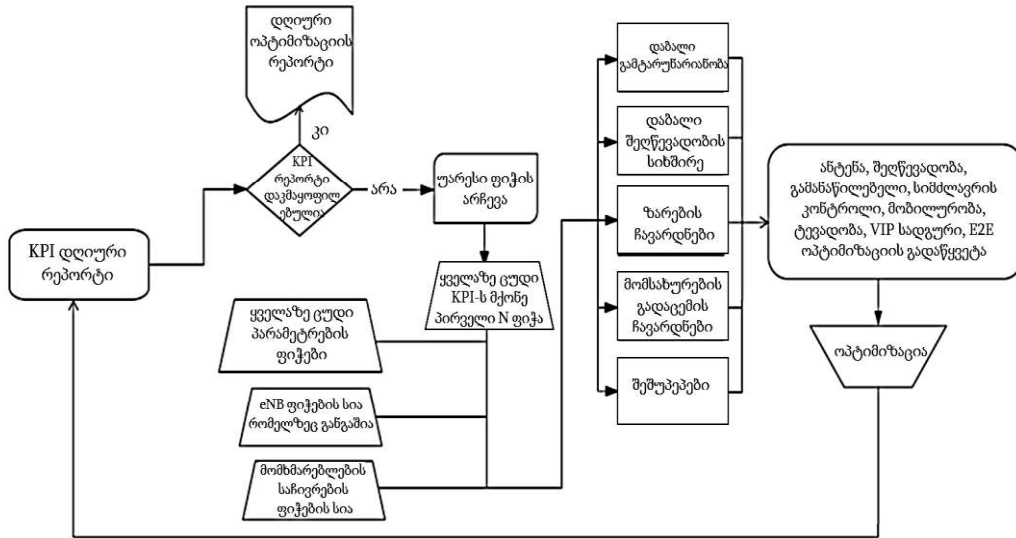 დღიური
ოპტიმიზაციის
რეპორტი
კი
KPI
რეპორტი
დაკმაყოფილ
ებულია
არა
უარესი ფიჭის
არჩევა
KPI დღიური
რეპორტი
ყველაზე ცუდი
KPI-ს მქონე
პირველი N ფიჭა
ყველაზე ცუდი
პარამეტრების
ფიჭები
eNB ფიჭების სია
რომელზეც განგაშია
მომხმარებლების
საჩივრების
ფიჭების სია
დაბალი
გამტარუნარიანობა
დაბალი
შეღწევადობის
სიხშირე
ზარების
ჩავარდნები
მომსახურების
გადაცემის
ჩავარდნები
შეშუპეპები
ანტენა, შეღწევადობა,
გამანაწილებელი, სიმძლავრის
კონტროლი, მობილურობა,
ტევადობა, VIP სადგური, E2E
ოპტიმიზაციის გადაწყვეტა
ოპტიმიზაცია